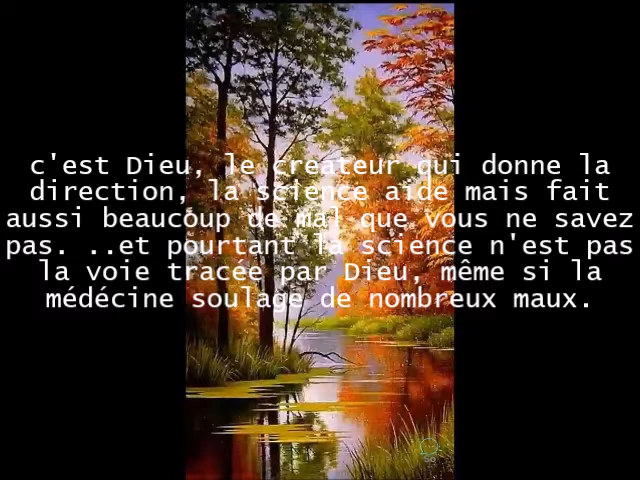 c'est Dieu, le créateur qui donne la
direction, la science aide mais fait
aussi beaucoup de mal que vous ne savez
pas. ..et pourtant la science n'est pas
la voie tracée par Dieu, même si la
médécine soulage de nombreux maux.